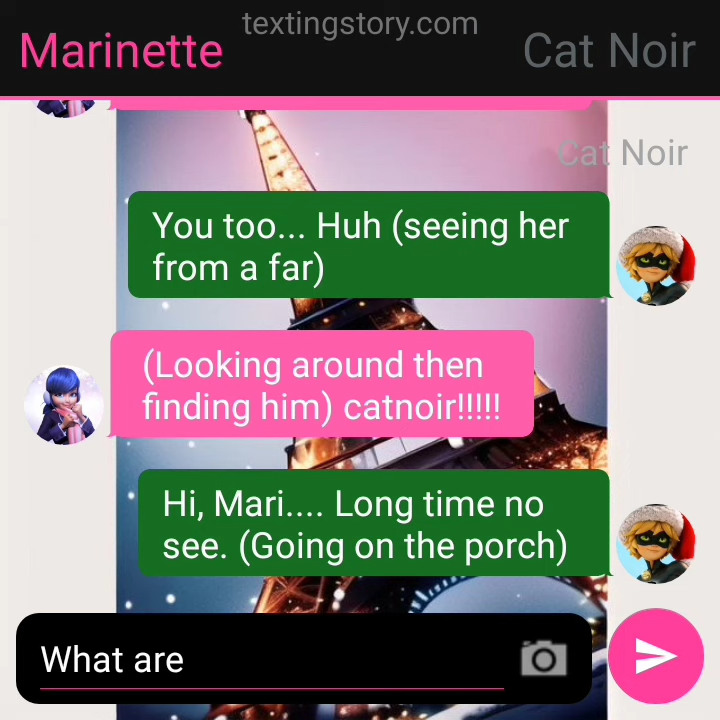 textingstory.com
Marinette
Cat Noir
Cat Noir
You too... Huh (seeing her
from a far)
(Looking around then
finding him) catnoir!!!!!
Hi, Mari.... Long time no
see. (Going on the porch)
What are